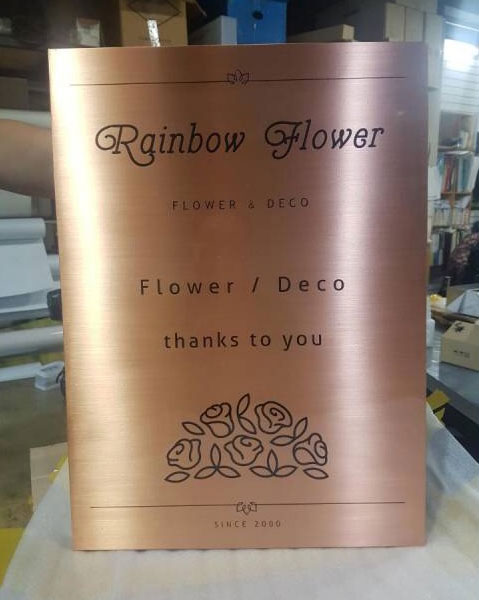 Rainbow Flower
FLOWER & DECO
Flower / Deco
thanks to you
SINCE 2000